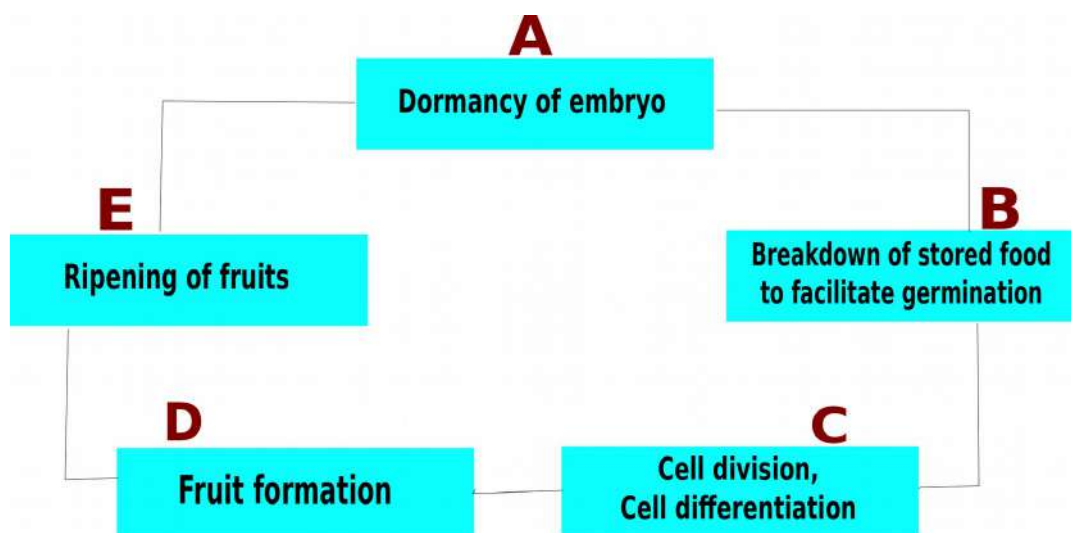 A
Dormancy of embryo
E
B
Ripening of fruits
Breakdown of stored food
to facilitate germination
D
C
Fruit formation
Cell division,
Cell differentiation